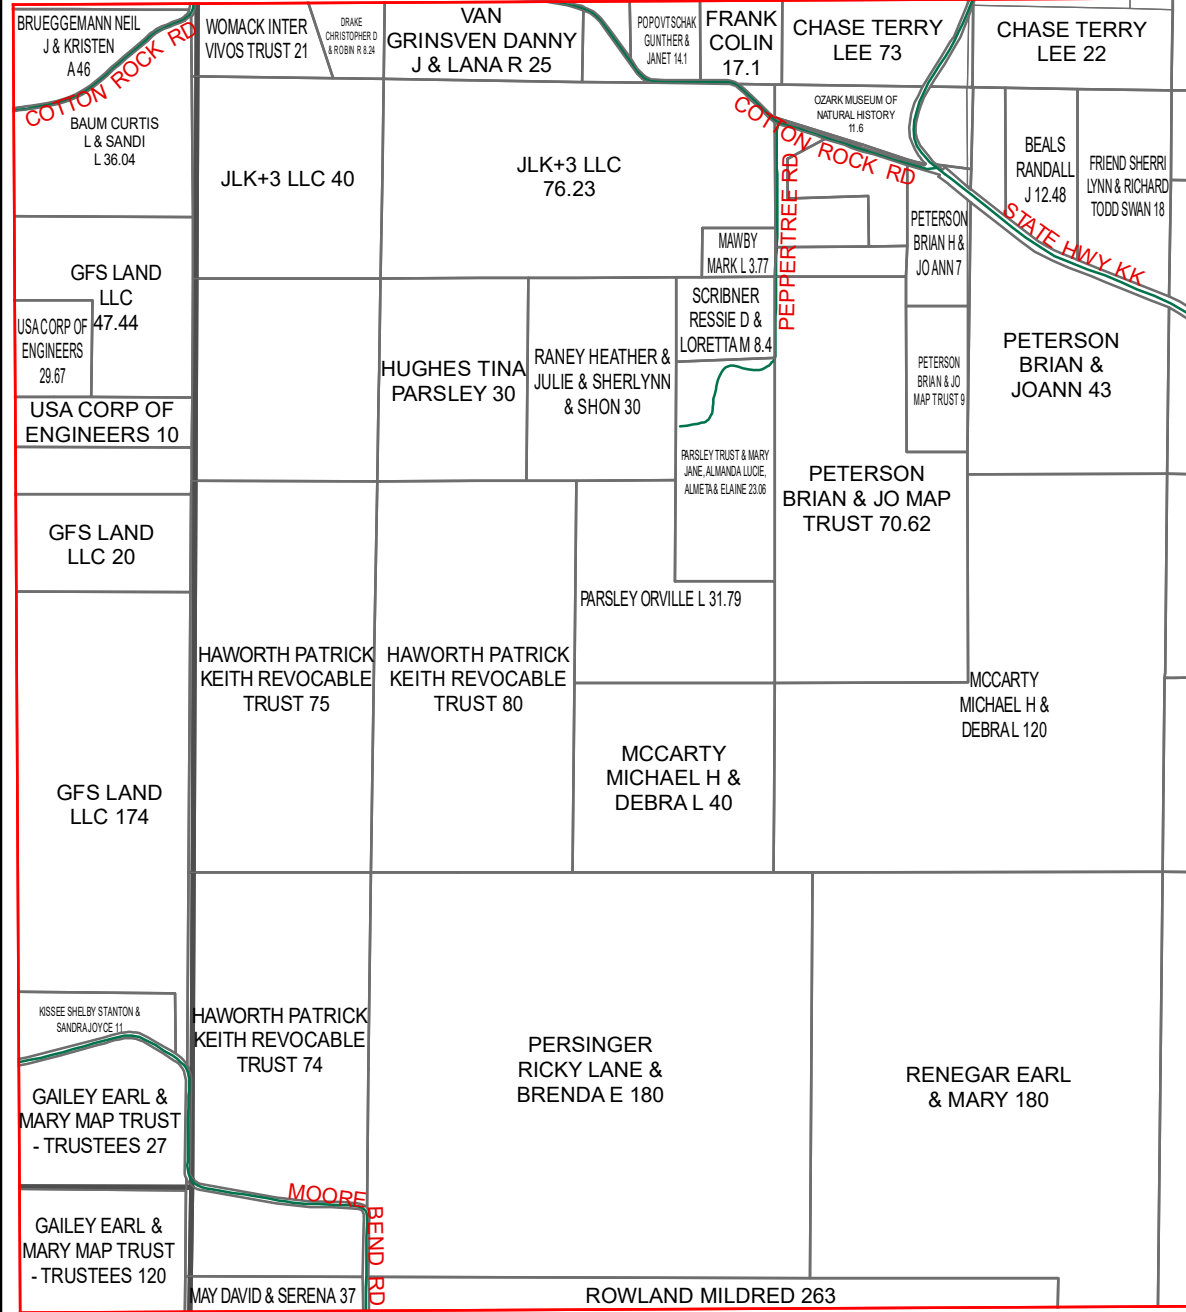 BRUEGGEMANN NEIL
J & KRISTEN
A 46
WOMACK INTER
VIVOS TRUST 21
DRAKE
CHRISTOPHER D
& ROBIN R 8.24
VAN
GRINSVEN DANNY
J & LANA R 25
POPOVTSCHAK
GUNTHER &
JANET 14.1
FRANK
COLIN
17.1
CHASE TERRY
LEE 73
CHASE TERRY
LEE 22
COTTON ROCK RD
BAUM CURTIS
L & SANDI
L 36.04
JLK+3 LLC 40
JLK+3 LLC
76.23
COTTON ROCK RD
OZARK MUSEUM OF
NATURAL HISTORY
11.6
BEALS
RANDALL
J 12.48
FRIEND SHERRI
LYNN & RICHARD
TODD SWAN 18
PEPPERTREE RD
STATE HWY KK
MAWBY
MARK L 3.77
PETERSON
BRIAN H &
JO ANN 7
GFS LAND
LLC
47.44
USA CORP OF
ENGINEERS
29.67
SCRIBNER
RESSIE D &
LORETTA M 8.4
HUGHES TINA
PARSLEY 30
RANEY HEATHER &
JULIE & SHERLYNN
& SHON 30
PETERSON
BRIAN & JO
MAP TRUST 9
PETERSON
BRIAN &
JOANN 43
USA CORP OF
ENGINEERS 10
PARSLEY TRUST & MARY
JANE, ALMANDA LUCIE,
ALMETA & ELAINE 23.06
PETERSON
BRIAN & JO MAP
TRUST 70.62
GFS LAND
LLC 20
PARSLEY ORVILLE L 31.79
HAWORTH PATRICK
KEITH REVOCABLE
TRUST 75
HAWORTH PATRICK
KEITH REVOCABLE
TRUST 80
MCCARTY
MICHAEL H &
DEBRA L 120
MCCARTY
MICHAEL H &
DEBRA L 40
GFS LAND
LLC 174
KISSEE SHELBY STANTON &
SANDRA JOYCE 11
HAWORTH PATRICK
KEITH REVOCABLE
TRUST 74
PERSINGER
RICKY LANE &
BRENDA E 180
RENEGAR EARL
& MARY 180
GAILEY EARL &
MARY MAP TRUST
- TRUSTEES 27
MOORE BEND RD
GAILEY EARL &
MARY MAP TRUST
- TRUSTEES 120
MAY DAVID & SERENA 37
ROWLAND MILDRED 263